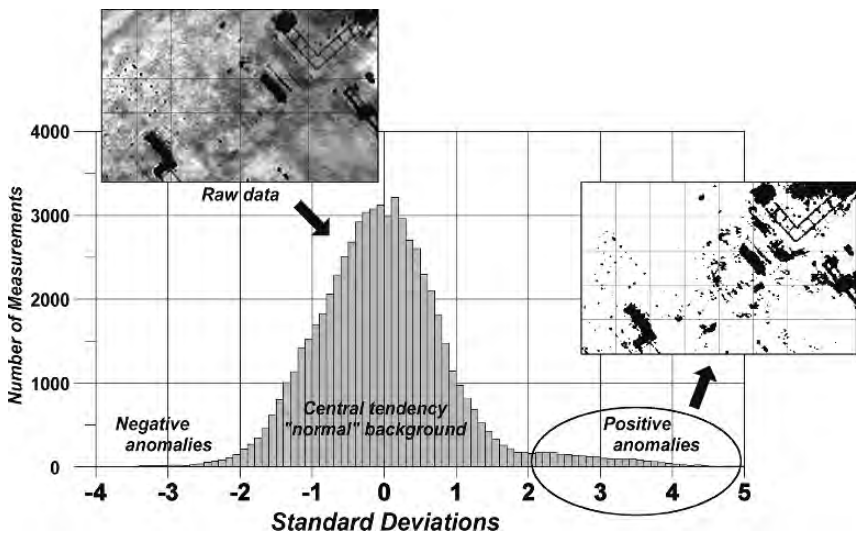 Raw data
4000
3000
2000
1000
0
Number of Measurements
Negative
anomalies
Central tendency
"normal" background
Positive
anomalies
-4 -3 -2 -1 0 1 2 3 4 5
Standard Deviations